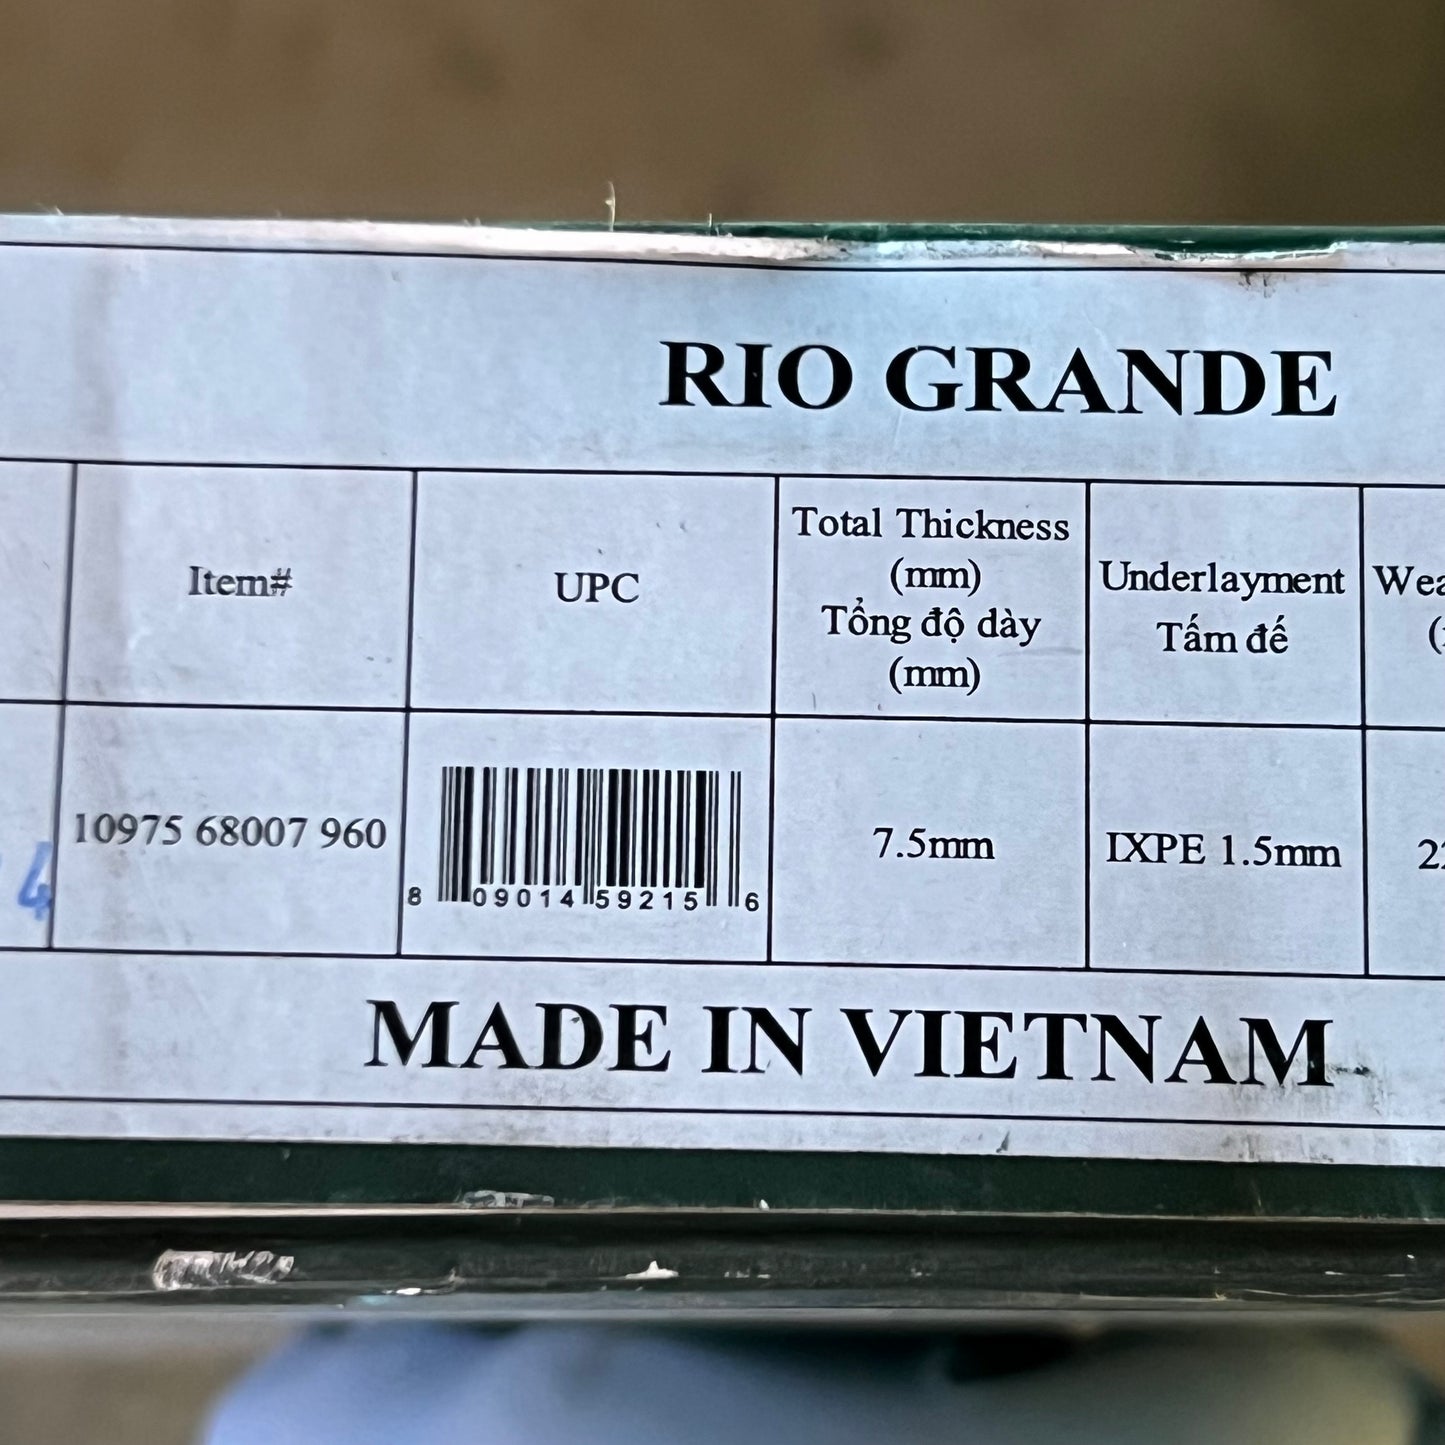 RIO GRANDE
Item#
UPC
Total Thickness
(mm)
Tổng độ dày
(mm)
Underlayment
Tấm đế
4
10975 68007 960
8 09014 59215 6
7.5mm
IXPE 1.5mm
MADE IN VIETNAM